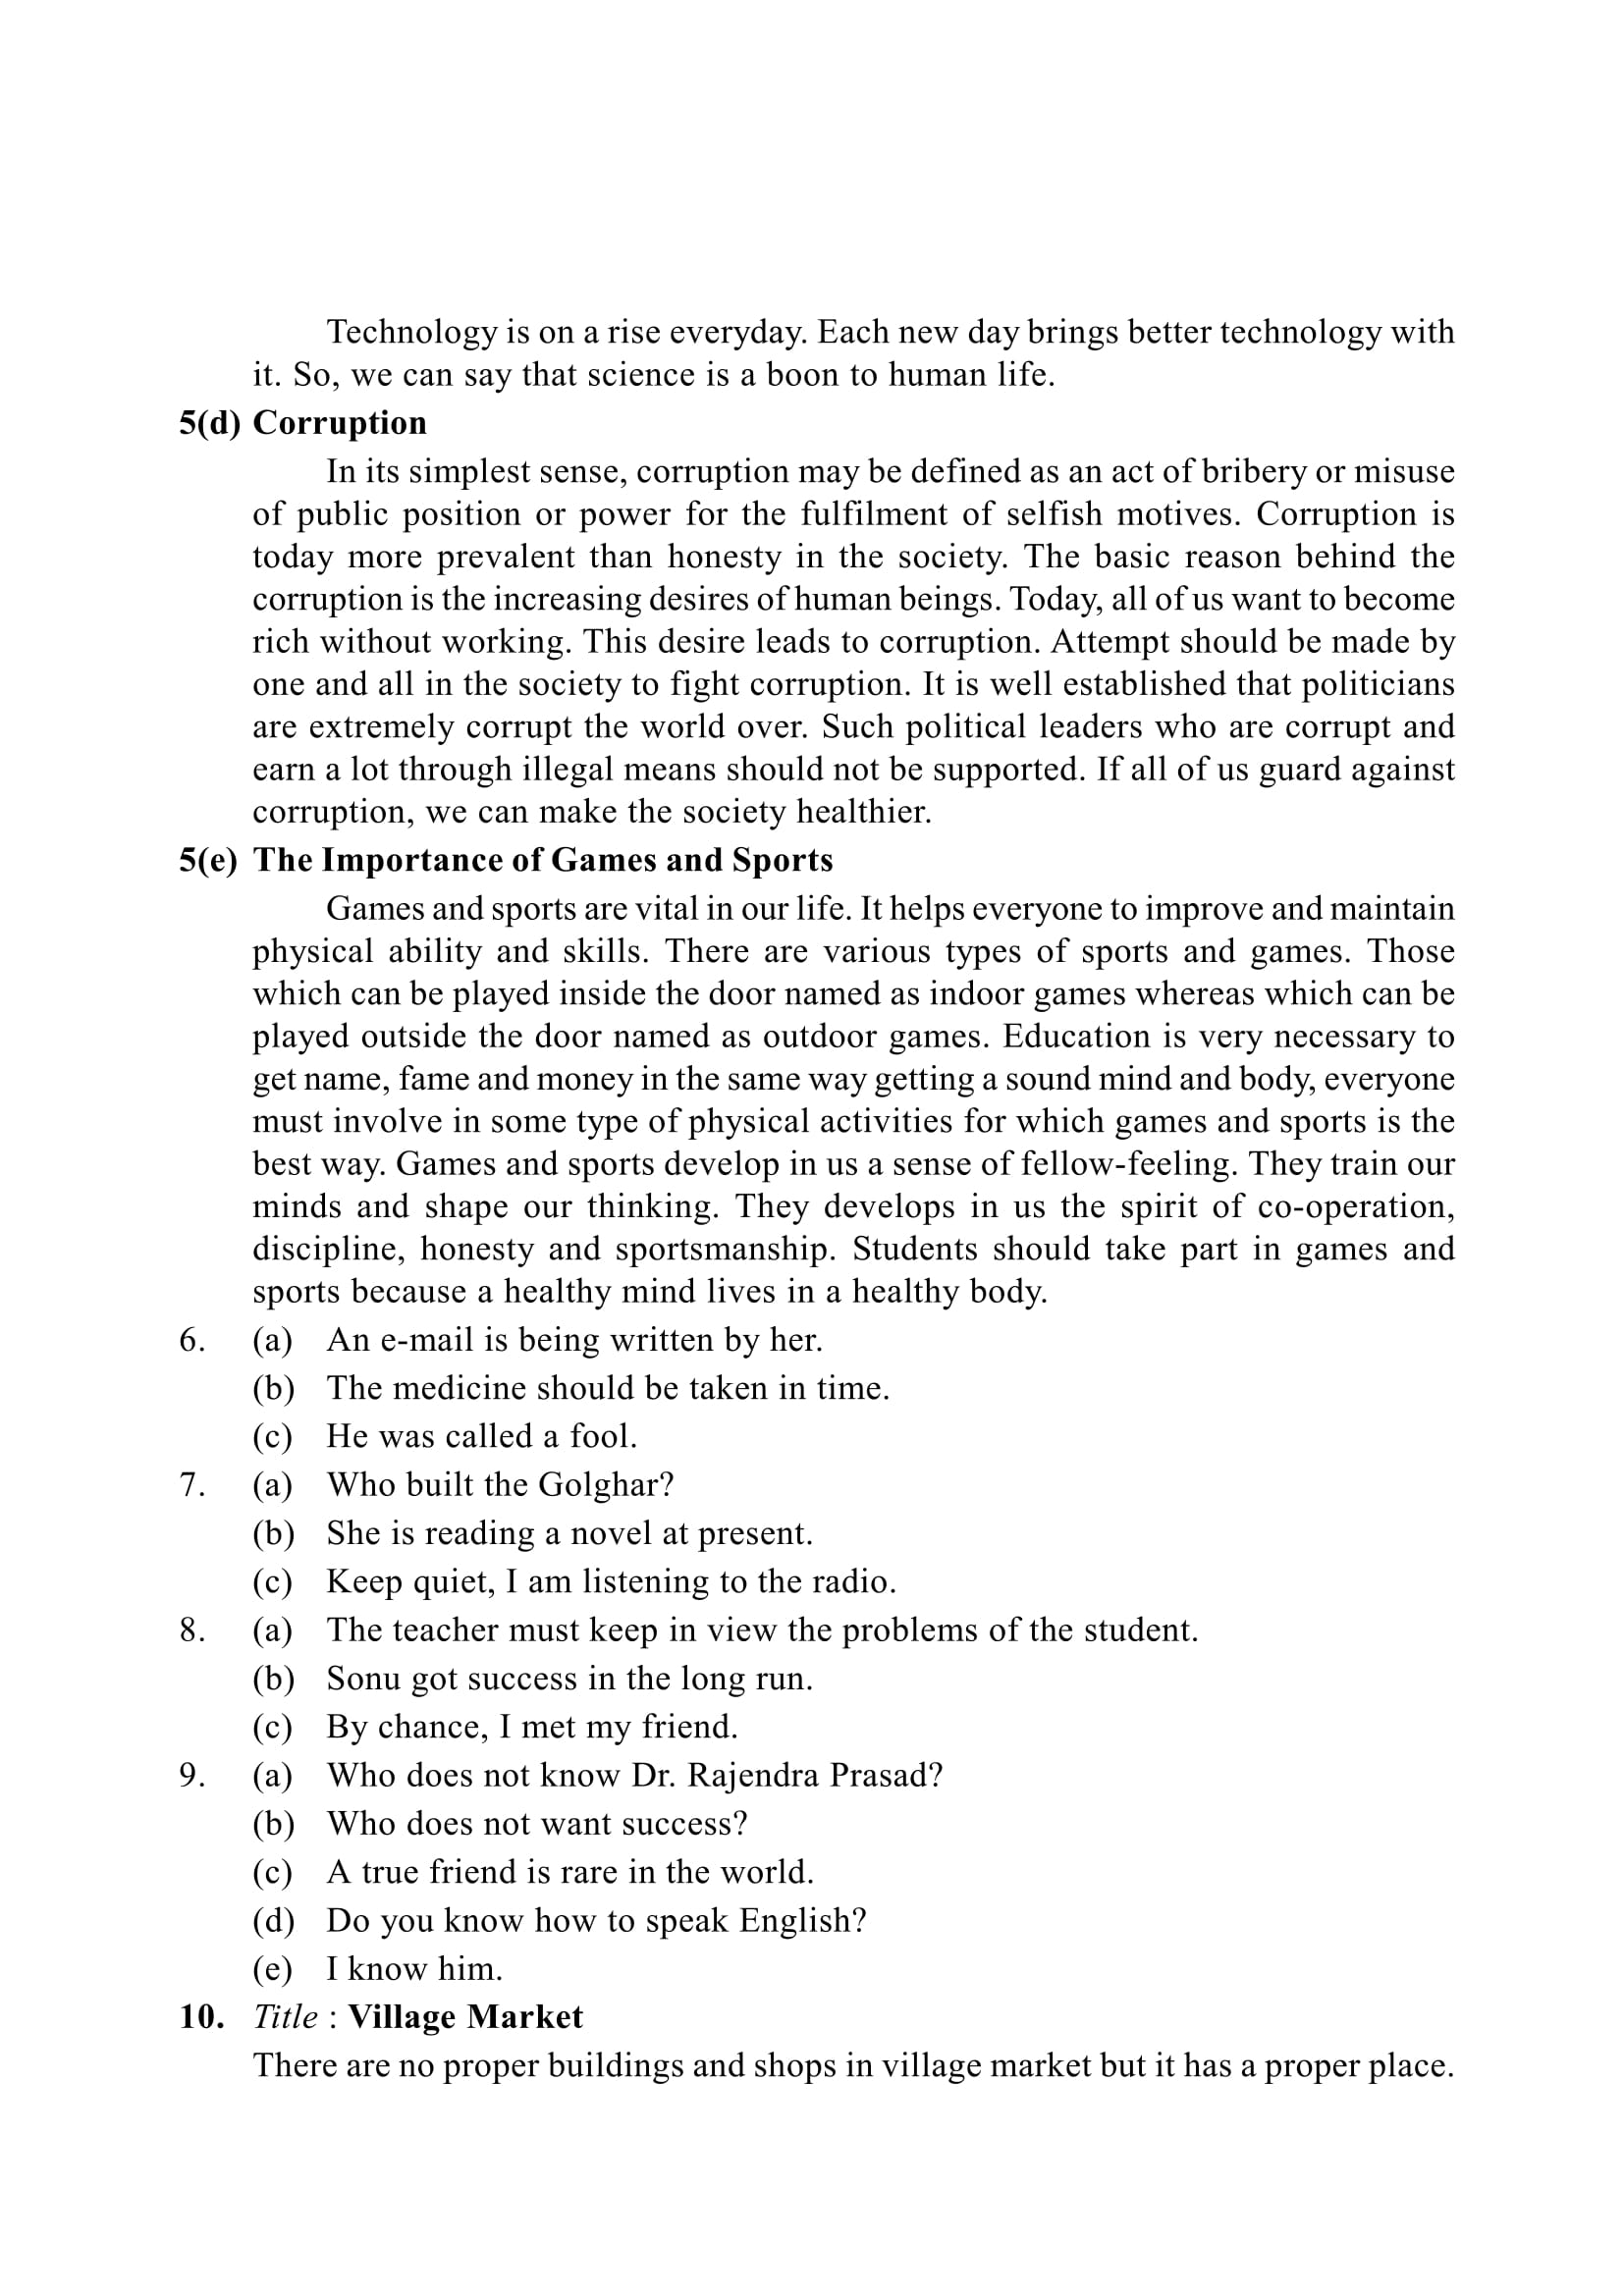 Technology is on a rise everyday. Each new day brings better technology with
it. So, we can say that science is a boon to human life.
5(d) Corruption
In its simplest sense, corruption may be defined as an act of bribery or misuse
of public position or power for the fulfilment of selfish motives. Corruption is
today more prevalent than honesty in the society. The basic reason behind the
corruption is the increasing desires of human beings. Today, all of us want to become
rich without working. This desire leads to corruption. Attempt should be made by
one and all in the society to fight corruption. It is well established that politicians
are extremely corrupt the world over. Such political leaders who are corrupt and
earn a lot through illegal means should not be supported. If all of us guard against
corruption, we can make the society healthier.
5(e) The Importance of Games and Sports
Games and sports are vital in our life. It helps everyone to improve and maintain
physical ability and skills. There are various types of sports and games. Those
which can be played inside the door named as indoor games whereas which can be
played outside the door named as outdoor games. Education is very necessary to
get name, fame and money in the same way getting a sound mind and body, everyone
must involve in some type of physical activities for which games and sports is the
best way. Games and sports develop in us a sense of fellow-feeling. They train our
minds and shape our thinking. They develops in us the spirit of co-operation,
discipline, honesty and sportsmanship. Students should take part in games and
sports because a healthy mind lives in a healthy body.
6. (a) An e-mail is being written by her.
(b) The medicine should be taken in time.
(c) He was called a fool.
7. (a) Who built the Golghar?
(b) She is reading a novel at present.
(c) Keep quiet, I am listening to the radio.
8. (a) The teacher must keep in view the problems of the student.
(b) Sonu got success in the long run.
(c) By chance, I met my friend.
9. (a) Who does not know Dr. Rajendra Prasad?
(b) Who does not want success?
(c) A true friend is rare in the world.
(d) Do you know how to speak English?
(e) I know him.
10. Title : Village Market
There are no proper buildings and shops in village market but it has a proper place.